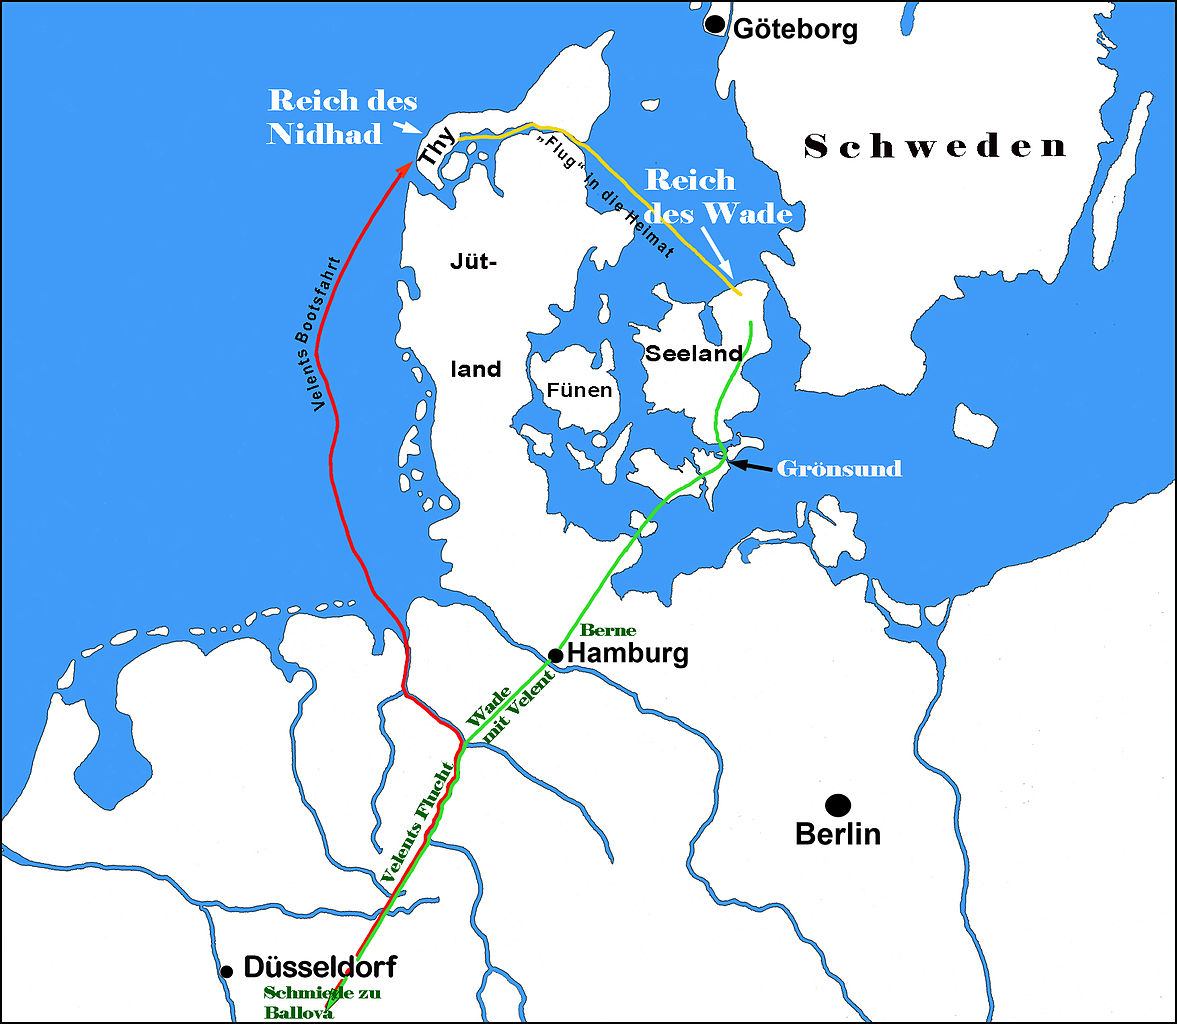 Göteborg
Reich des
Nidhad
Thy
Schweden
„Flug“ in die Heimat
Reich
des Wade
Jüt-
land
Velents Bootsfahrt
Seeland
Fünen
Grönsund
Berne
Hamburg
Wade
mit Velent
Velents Flucht
Berlin
Düsseldorf
Schmiede zu
Ballova